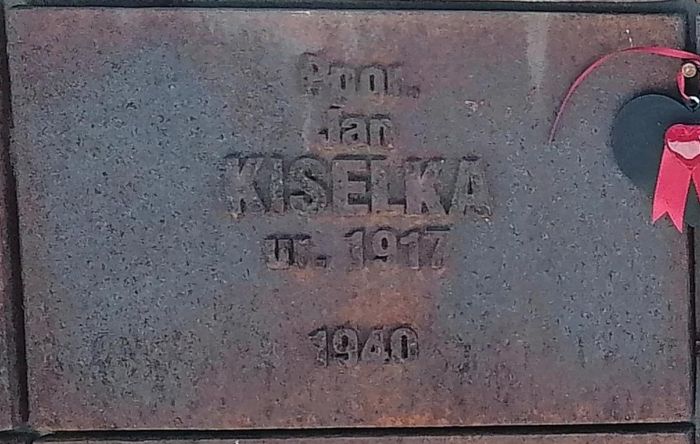 Ppor.
Jan
KISELKA
ur. 1917
1940